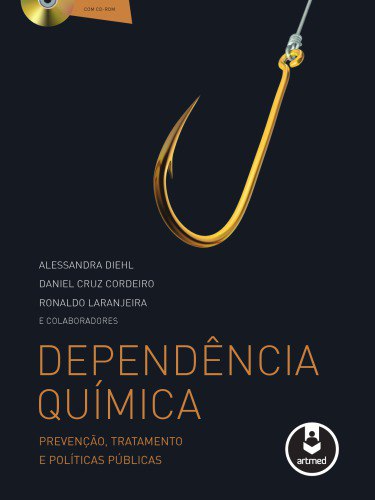 COM CD-ROM
ALESSANDRA DIEHL
DANIEL CRUZ CORDEIRO
RONALDO LARANJEIRA
E COLABORADORES
DEPENDÊNCIA
QUÍMICA
PREVENÇÃO, TRATAMENTO
E POLÍTICAS PÚBLICAS
artmed